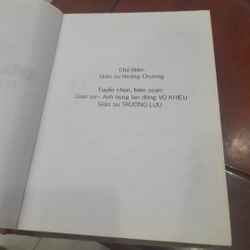 Chủ Biên:
Giáo sư Hoàng Chương
Tuyển chọn, biên soạn:
Giáo sư- Anh hùng lao động VŨ KHIÊU
Giáo sư TRƯỜNG LƯU